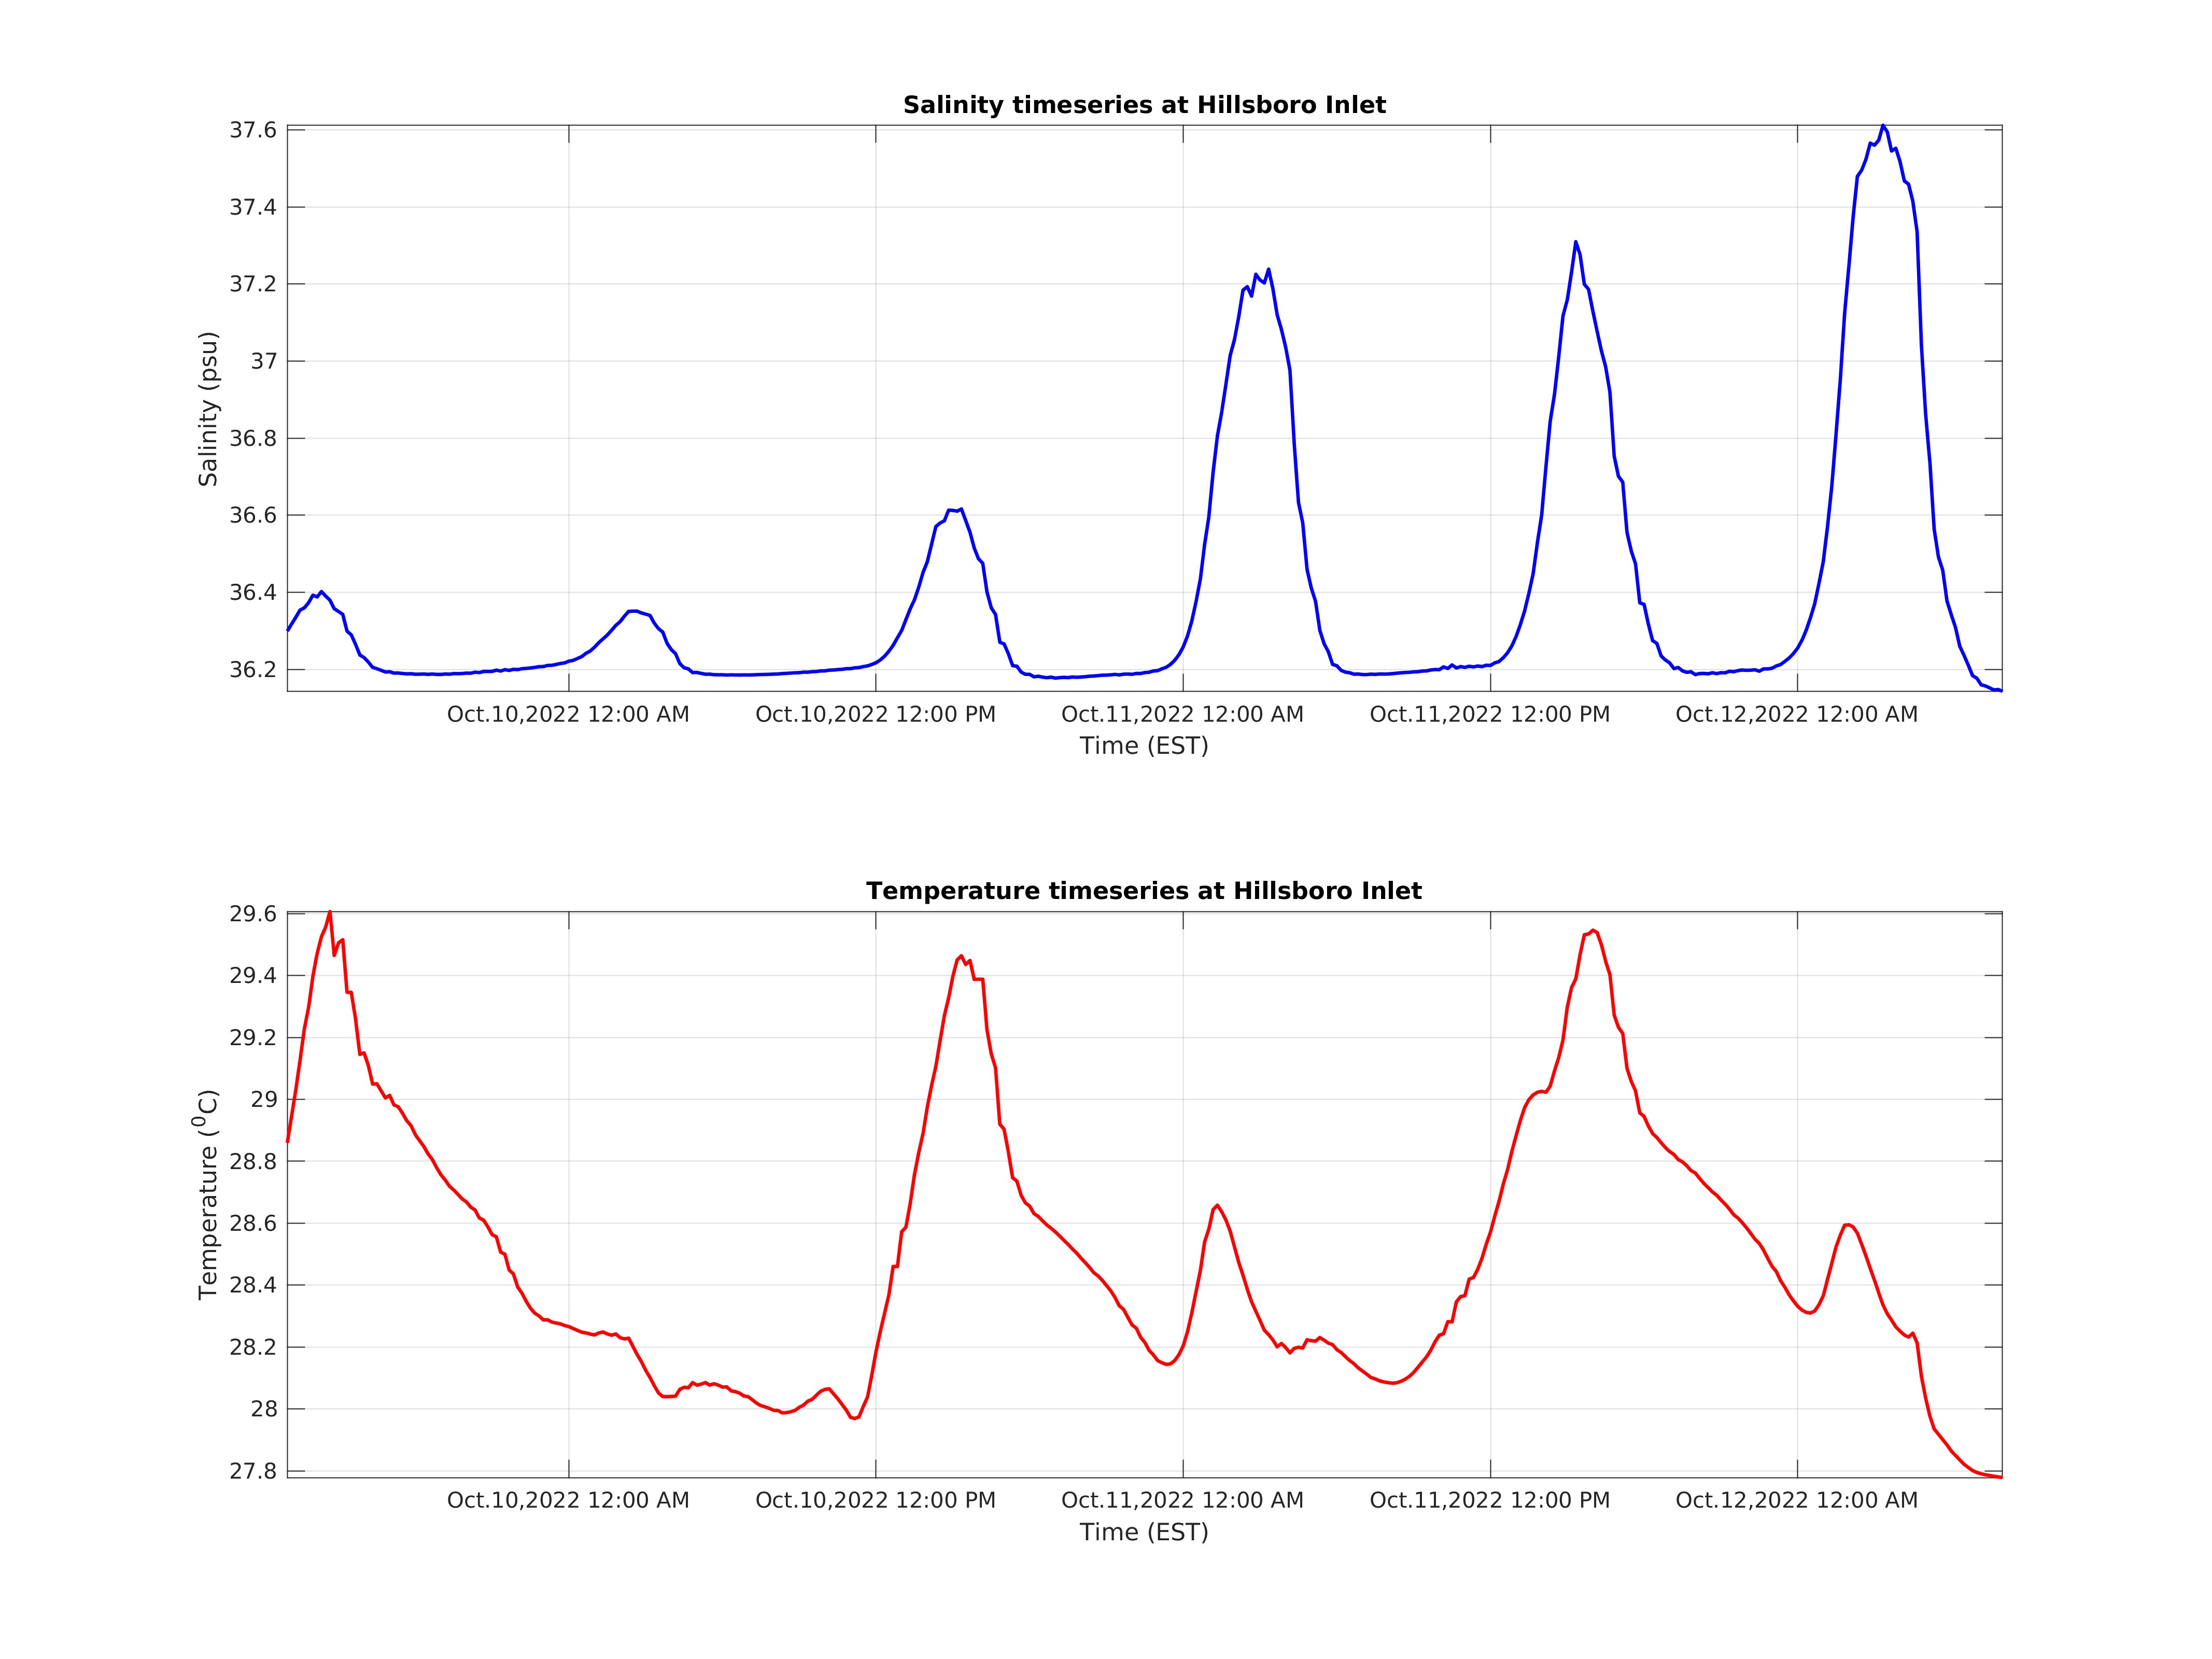 Salinity timeseries at Hillsboro Inlet
37.6
37.4
37.2
37
36.8
36.6
36.4
36.2
Salinity (psu)
Oct.10,2022 12:00 AM Oct.10,2022 12:00 PM Oct.11,2022 12:00 AM Oct.11,2022 12:00 PM Oct.12,2022 12:00 AM
Time (EST)
Temperature timeseries at Hillsboro Inlet
29.6
29.4
29.2
29
28.8
28.6
28.4
28.2
28
27.8
Temperature (⁰C)
Oct.10,2022 12:00 AM Oct.10,2022 12:00 PM Oct.11,2022 12:00 AM Oct.11,2022 12:00 PM Oct.12,2022 12:00 AM
Time (EST)